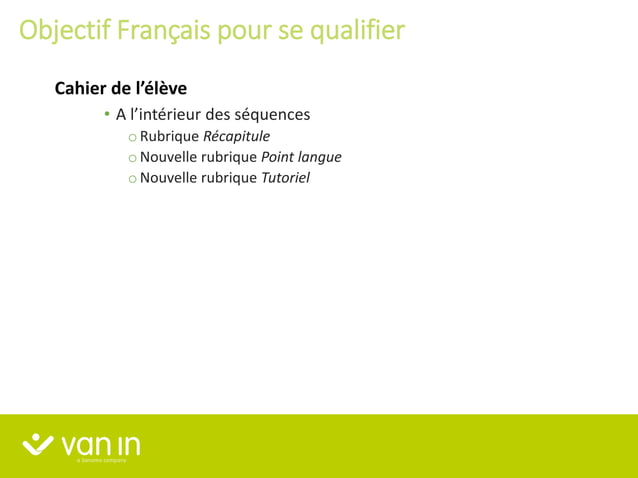 Objectif Français pour se qualifier
Cahier de l’élève
• A l’intérieur des séquences
o Rubrique Récapitule
o Nouvelle rubrique Point langue
o Nouvelle rubrique Tutoriel
van in
a sanoma company